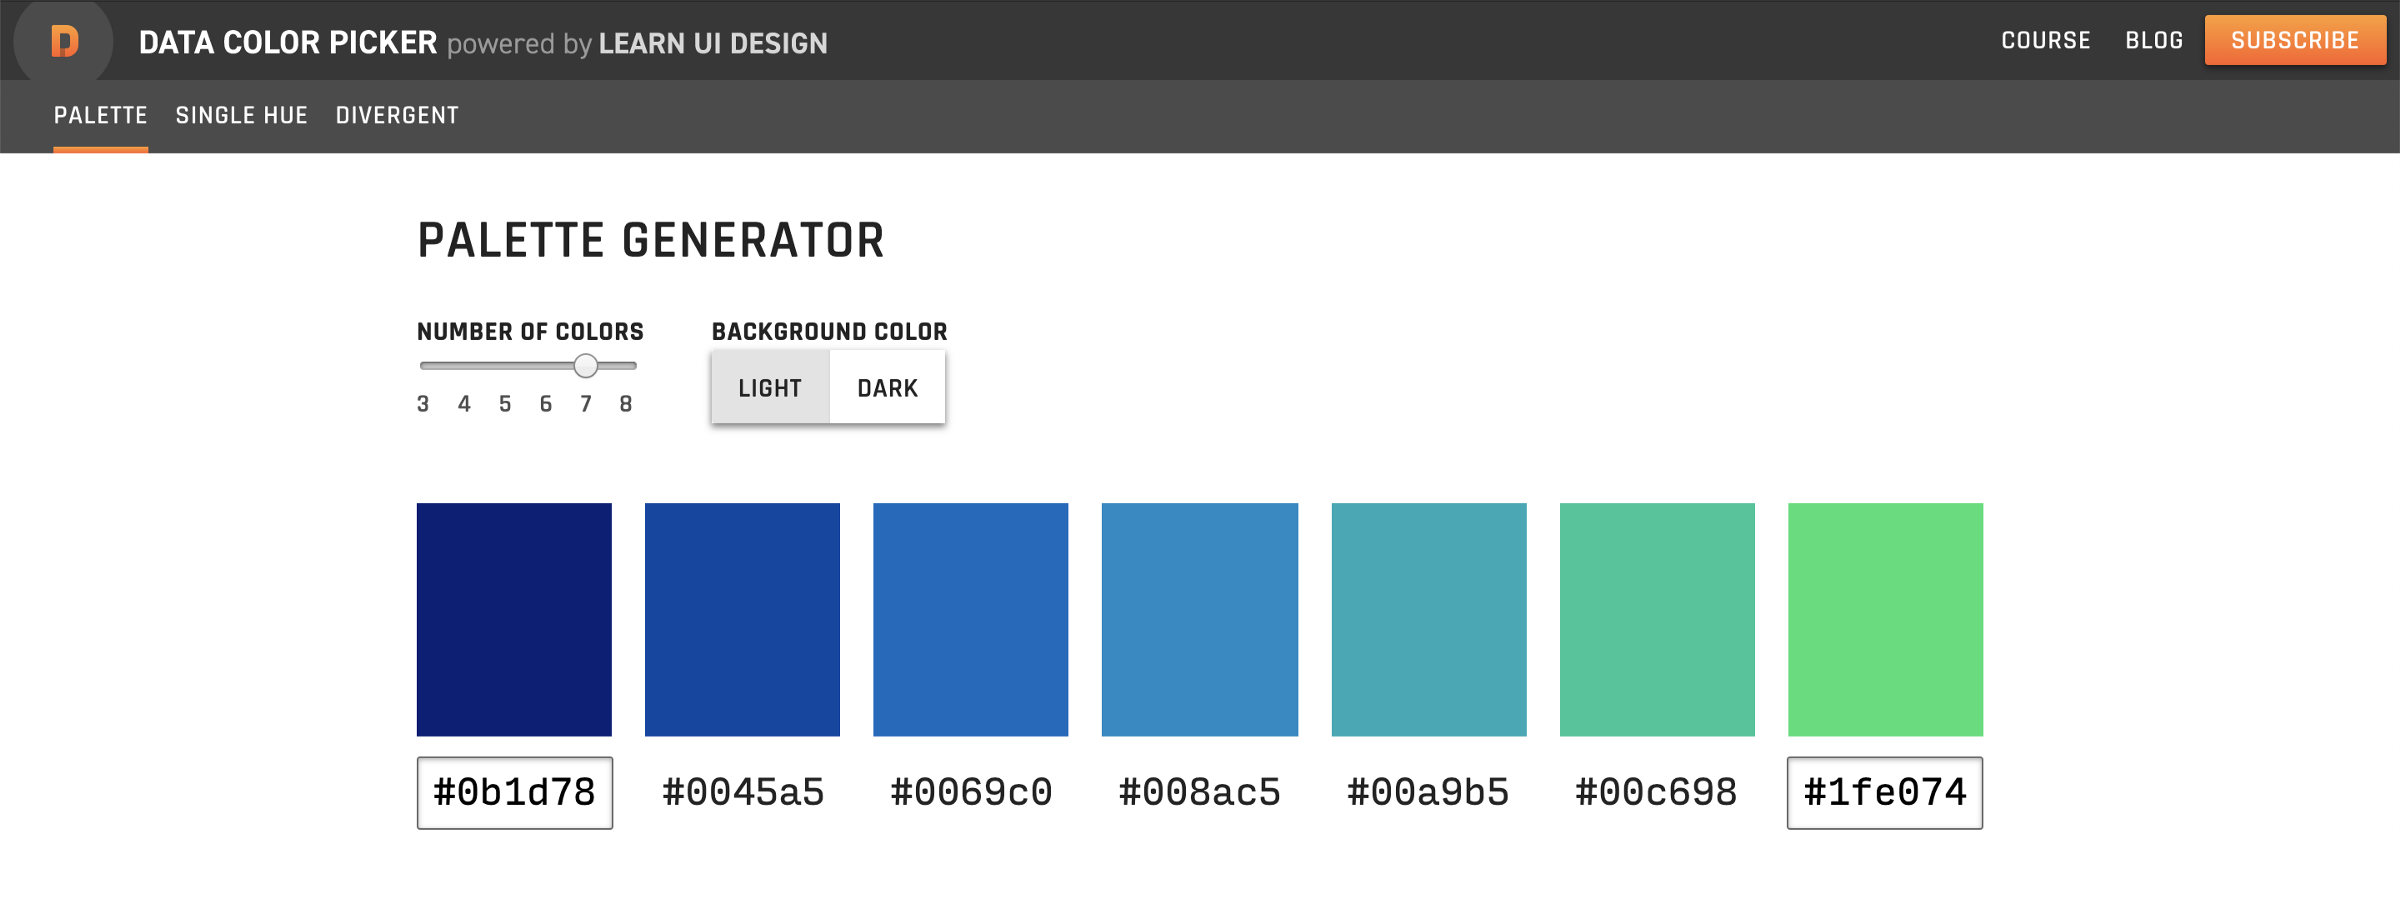 D DATA COLOR PICKER powered by LEARN UI DESIGN COURSE BLOG SUBSCRIBE
PALETTE SINGLE HUE DIVERGENT
PALETTE GENERATOR
NUMBER OF COLORS BACKGROUND COLOR
LIGHT DARK
3 4 5 6 7 8
#0b1d78 #0045a5 #0069c0 #008ac5 #00a9b5 #00c698 #1fe074